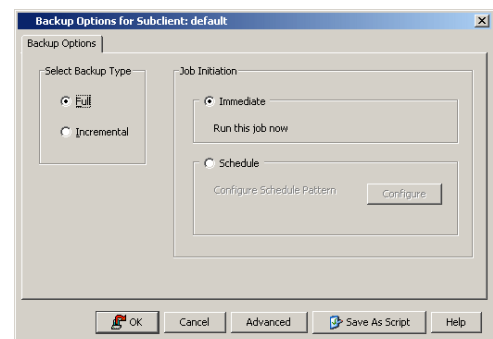 Backup Options for Subclient: default
Backup Options
Select Backup Type
Full
Incremental
Job Initiation
Immediate
Run this job now
Schedule
Configure Schedule Pattern
Configure
OK
Cancel
Advanced
Save As Script
Help